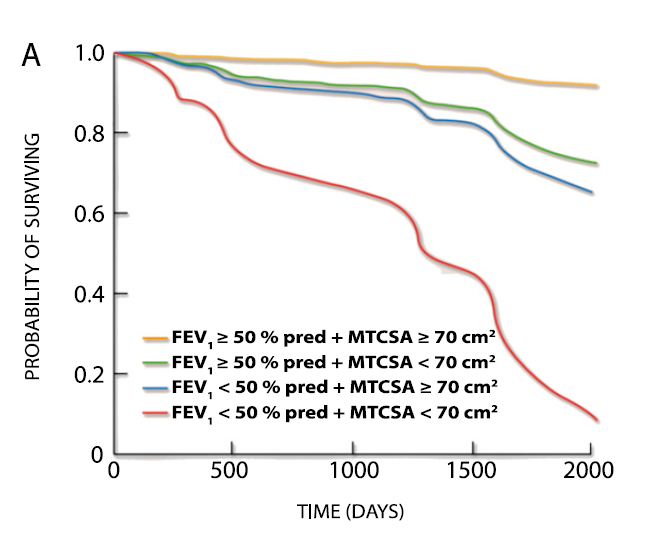 A
1.0
0.8
0.6
0.4
0.2
0
PROBABILITY OF SURVIVING
FEV₁ ≥ 50 % pred + MTCSA ≥ 70 cm²
FEV₁ ≥ 50 % pred + MTCSA < 70 cm²
FEV₁ < 50 % pred + MTCSA ≥ 70 cm²
FEV₁ < 50 % pred + MTCSA < 70 cm²
0 500 1000 1500 2000
TIME (DAYS)